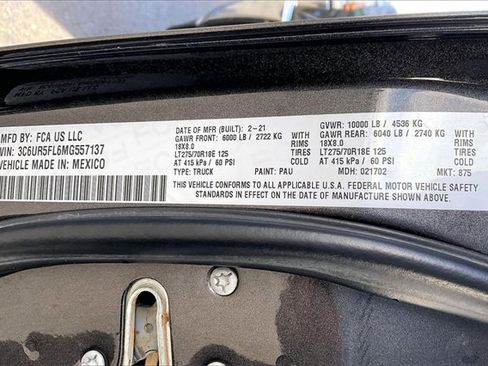 MFD BY: FCA US LLC
VIN: 3C6UR5FL6MG557137
VEHICLE MADE IN: MEXICO
DATE OF MFR (BUILT): 2-21
GAWR FRONT: 6000 LB / 2722 KG WITH
18X8.0 RIMS
LT275/70R18E 125 TIRES
AT 415 kPa / 60 PSI
TYPE: TRUCK PAINT: PAU
GVWR: 10000 LB / 4536 KG
GAWR REAR: 6040 LB / 2740 KG WITH
18X8.0 RIMS
LT275/70R18E 125 TIRES
AT 415 kPa / 60 PSI
MDH: 021702 MKT: 875
THIS VEHICLE CONFORMS TO ALL APPLICABLE U.S.A. FEDERAL MOTOR VEHICLE SAFETY
STANDARDS IN EFFECT ON THE DATE OF MANUFACTURE SHOWN ABOVE.